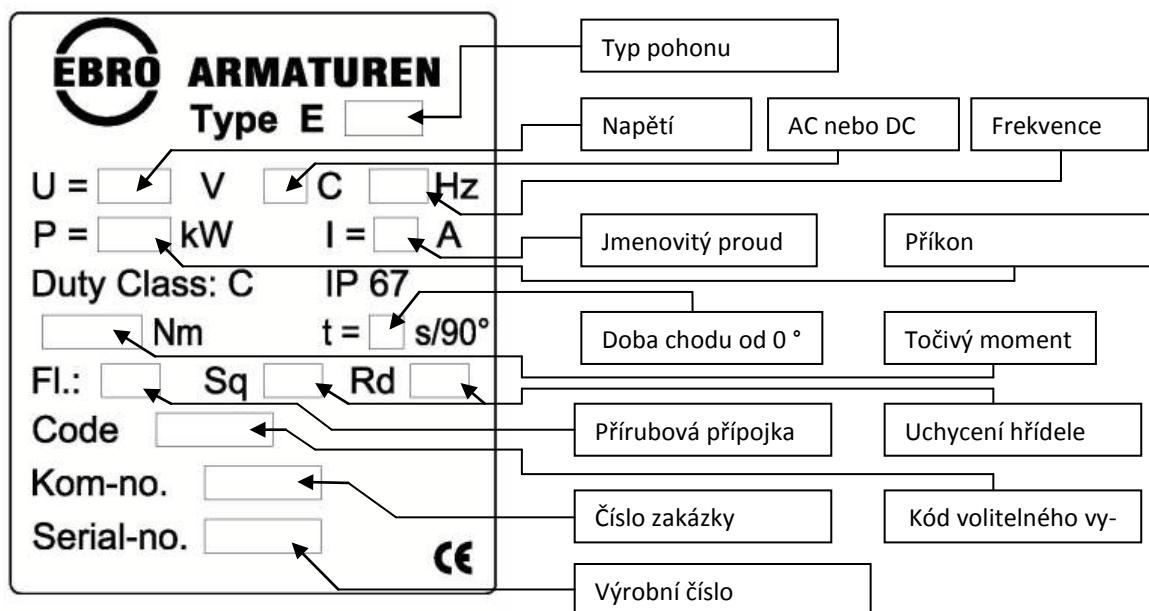 EBRO ARMATUREN
Type E
U = V C Hz
P = kW I = A
Duty Class: C IP 67
Nm t = s/90°
Fl.: Sq Rd
Code
Kom-no.
Serial-no.
CE
Typ pohonu
Napětí
AC nebo DC
Frekvence
Jmenovitý proud
Příkon
Doba chodu od 0 °
Točivý moment
Přírubová přípojka
Uchycení hřídele
Číslo zakázky
Kód volitelného vy-
Výrobní číslo